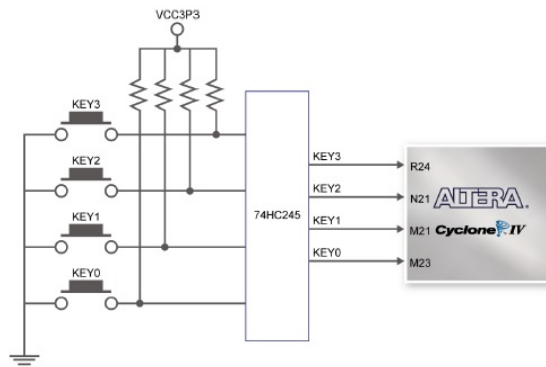 VCC3P3
KEY3
KEY2
KEY1
KEY0
74HC245
KEY3
KEY2
KEY1
KEY0
R24
N21
M21
M23
ALTERA
Cyclone IV